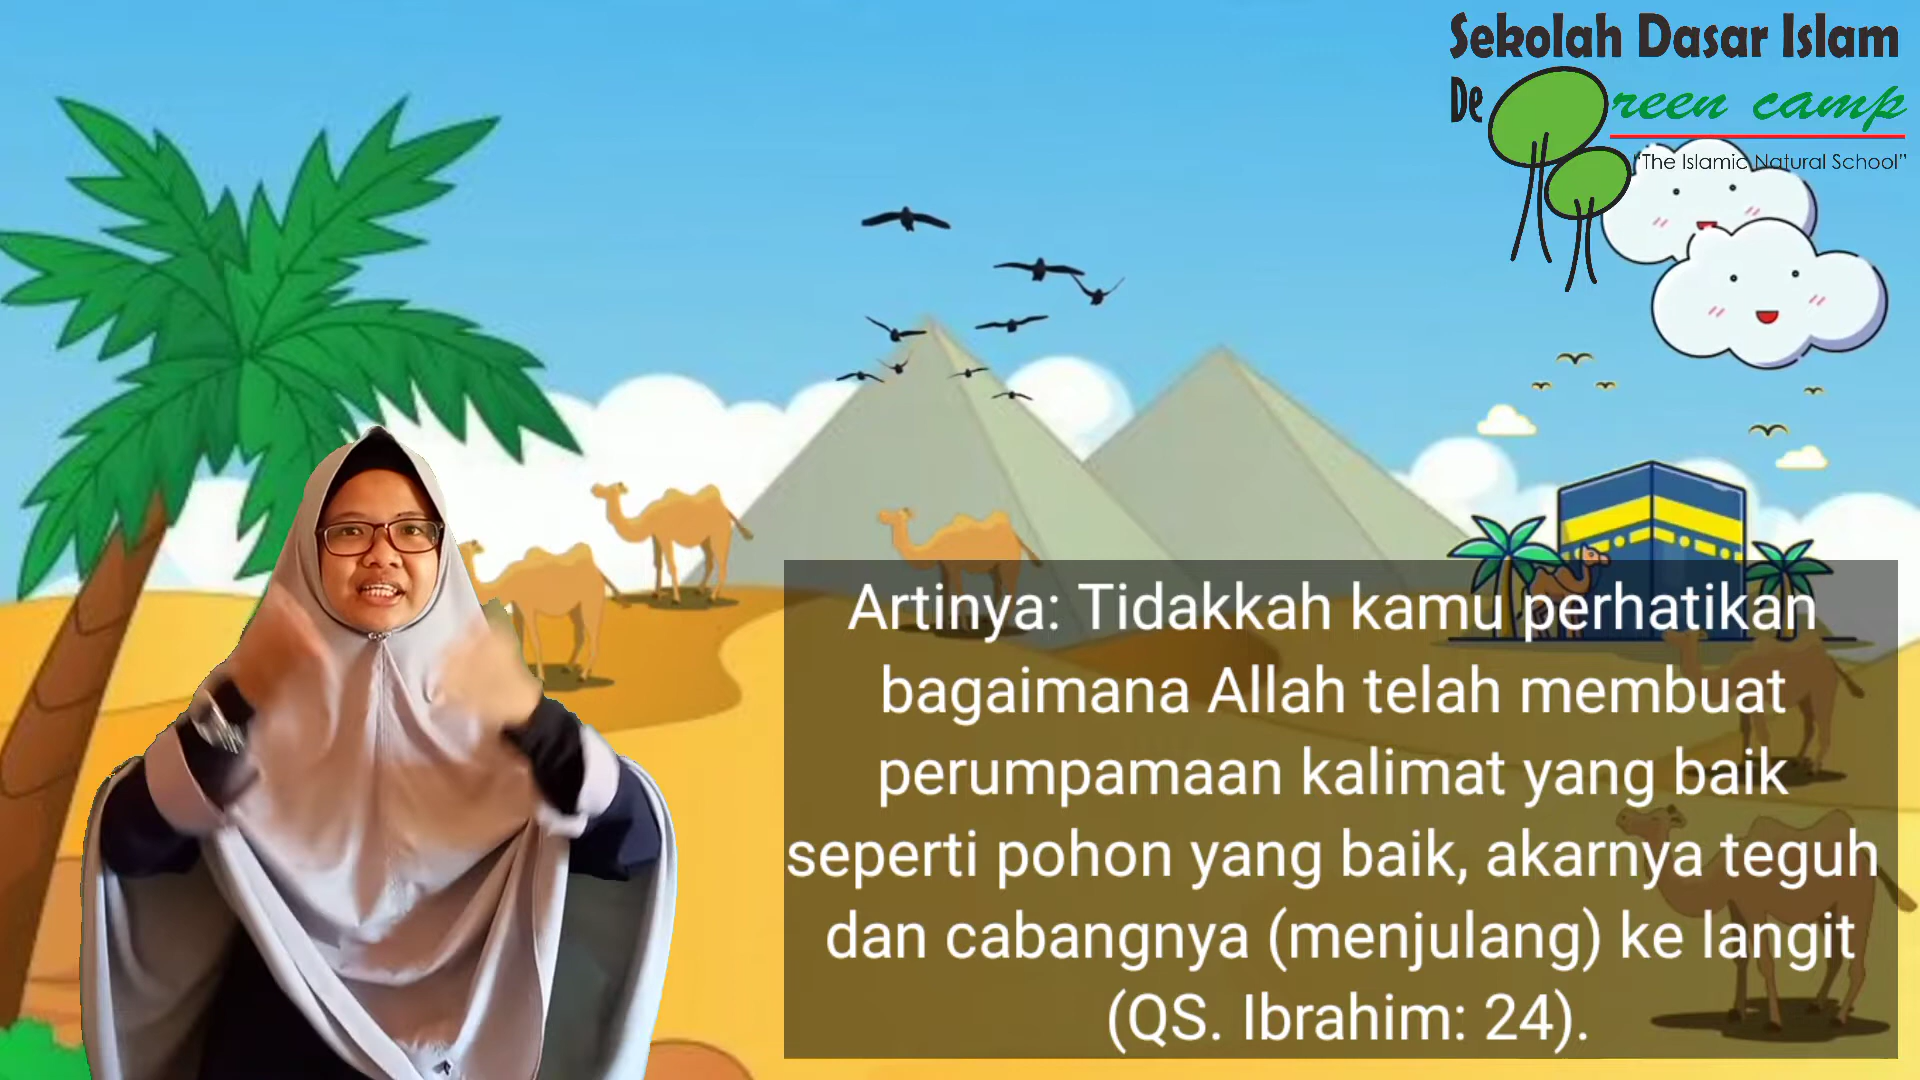 Sekolah Dasar Islam
De Green camp
"The Islamic Natural School"
Artinya: Tidakkah kamu perhatikan
bagaimana Allah telah membuat
perumpamaan kalimat yang baik
seperti pohon yang baik, akarnya teguh
dan cabangnya (menjulang) ke langit
(QS. Ibrahim: 24).